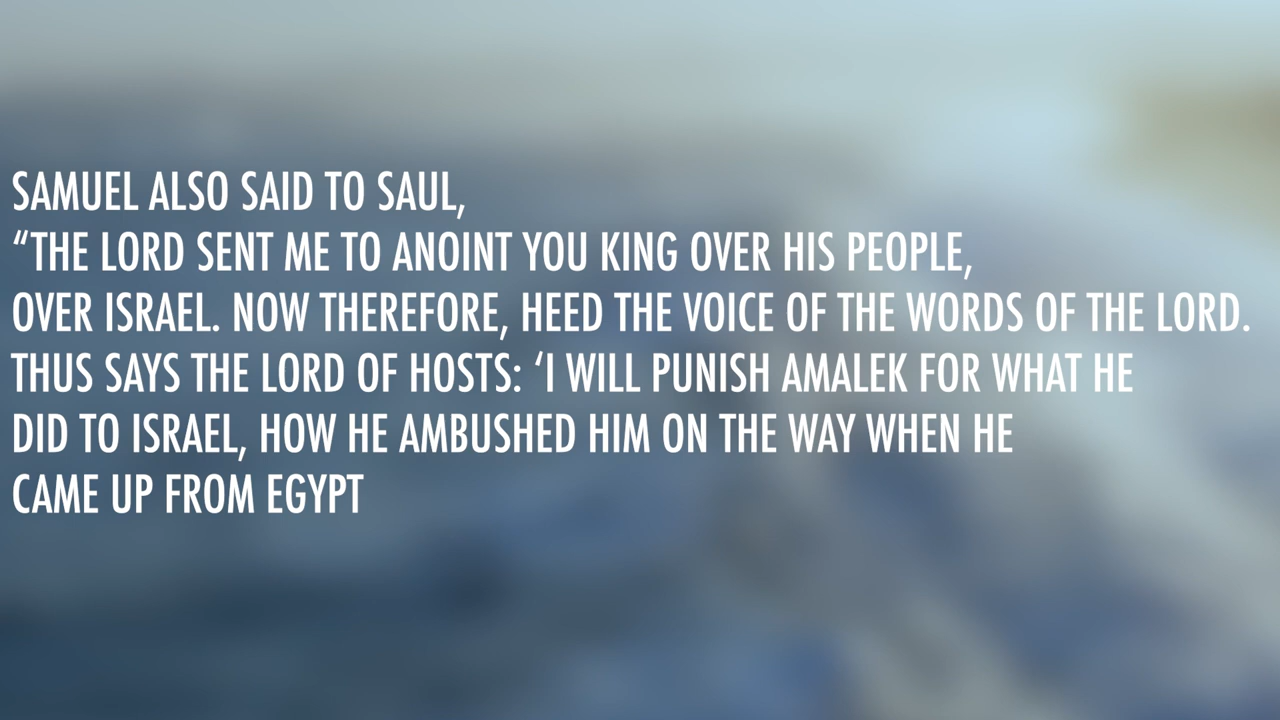 SAMUEL ALSO SAID TO SAUL,
“THE LORD SENT ME TO ANOINT YOU KING OVER HIS PEOPLE,
OVER ISRAEL. NOW THEREFORE, HEED THE VOICE OF THE WORDS OF THE LORD.
THUS SAYS THE LORD OF HOSTS: ‘I WILL PUNISH AMALEK FOR WHAT HE
DID TO ISRAEL, HOW HE AMBUSHED HIM ON THE WAY WHEN HE
CAME UP FROM EGYPT